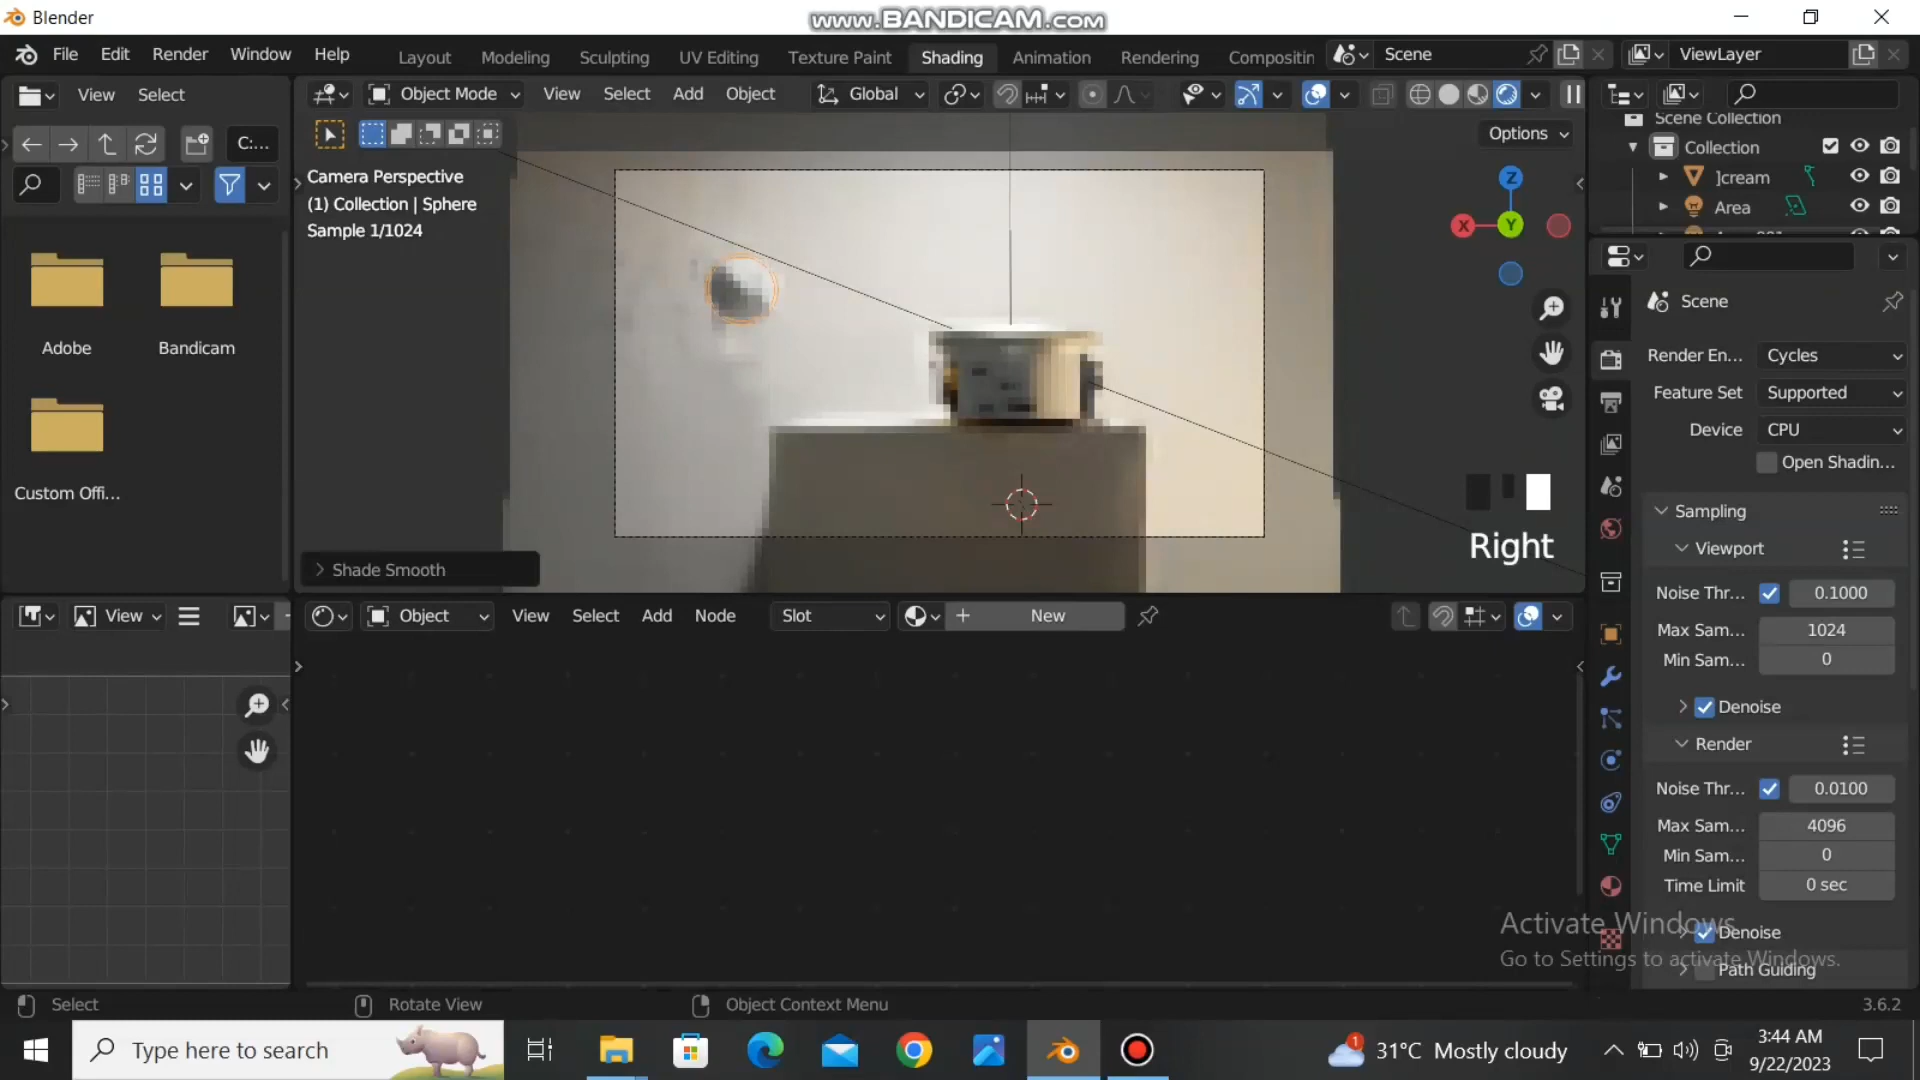 Blender
www.BANDICAM.com
File Edit Render Window Help
Layout Modeling Sculpting UV Editing Texture Paint Shading Animation Rendering Compositin
Scene
ViewLayer
View Select
Object Mode View Select Add Object Global
C:...
Options
Camera Perspective
(1) Collection | Sphere
Sample 1/1024
Z
X
Y
Scene Collection
Collection
]cream
Area
Adobe
Bandicam
Custom Offi...
Scene
Render En... Cycles
Feature Set Supported
Device CPU
Open Shadin...
Sampling
Viewport
Noise Thr... 0.1000
Max Sam... 1024
Min Sam... 0
Denoise
Render
Noise Thr... 0.0100
Max Sam... 4096
Min Sam... 0
Time Limit 0 sec
Denoise
Path Guiding
Right
Shade Smooth
View
Object View Select Add Node Slot New
Activate Windows
Go to Settings to activate Windows.
Select
Rotate View
Object Context Menu
3.6.2
Type here to search
1
31°C Mostly cloudy
3:44 AM
9/22/2023